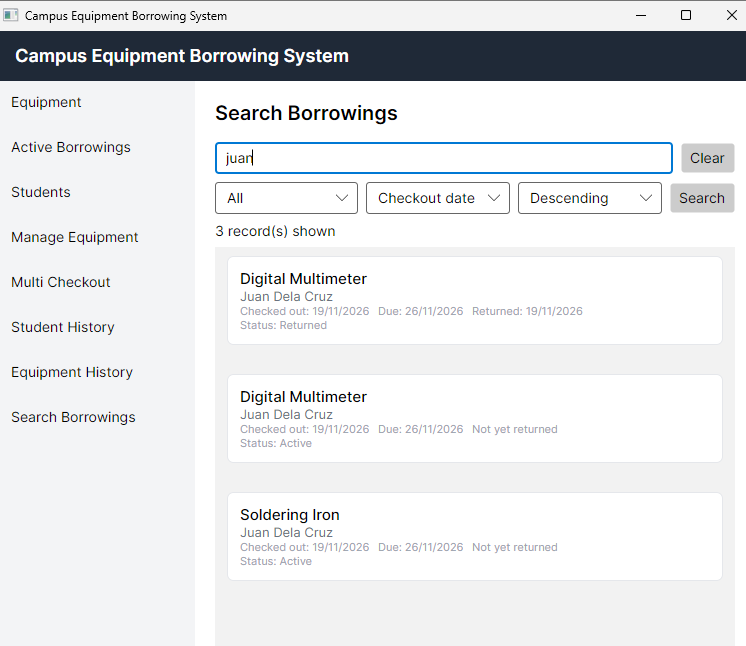 Campus Equipment Borrowing System
Campus Equipment Borrowing System
Equipment
Active Borrowings
Students
Manage Equipment
Multi Checkout
Student History
Equipment History
Search Borrowings
Search Borrowings
juan
Clear
All
Checkout date
Descending
Search
3 record(s) shown
Digital Multimeter
Juan Dela Cruz
Checked out: 19/11/2026 Due: 26/11/2026 Returned: 19/11/2026
Status: Returned
Digital Multimeter
Juan Dela Cruz
Checked out: 19/11/2026 Due: 26/11/2026 Not yet returned
Status: Active
Soldering Iron
Juan Dela Cruz
Checked out: 19/11/2026 Due: 26/11/2026 Not yet returned
Status: Active